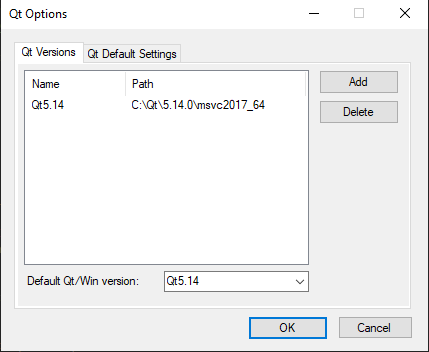 Qt Options
Qt Versions Qt Default Settings
Name Path Add
Qt5.14 C:\Qt\5.14.0\msvc2017_64
Delete
Default Qt/Win version: Qt5.14
OK Cancel